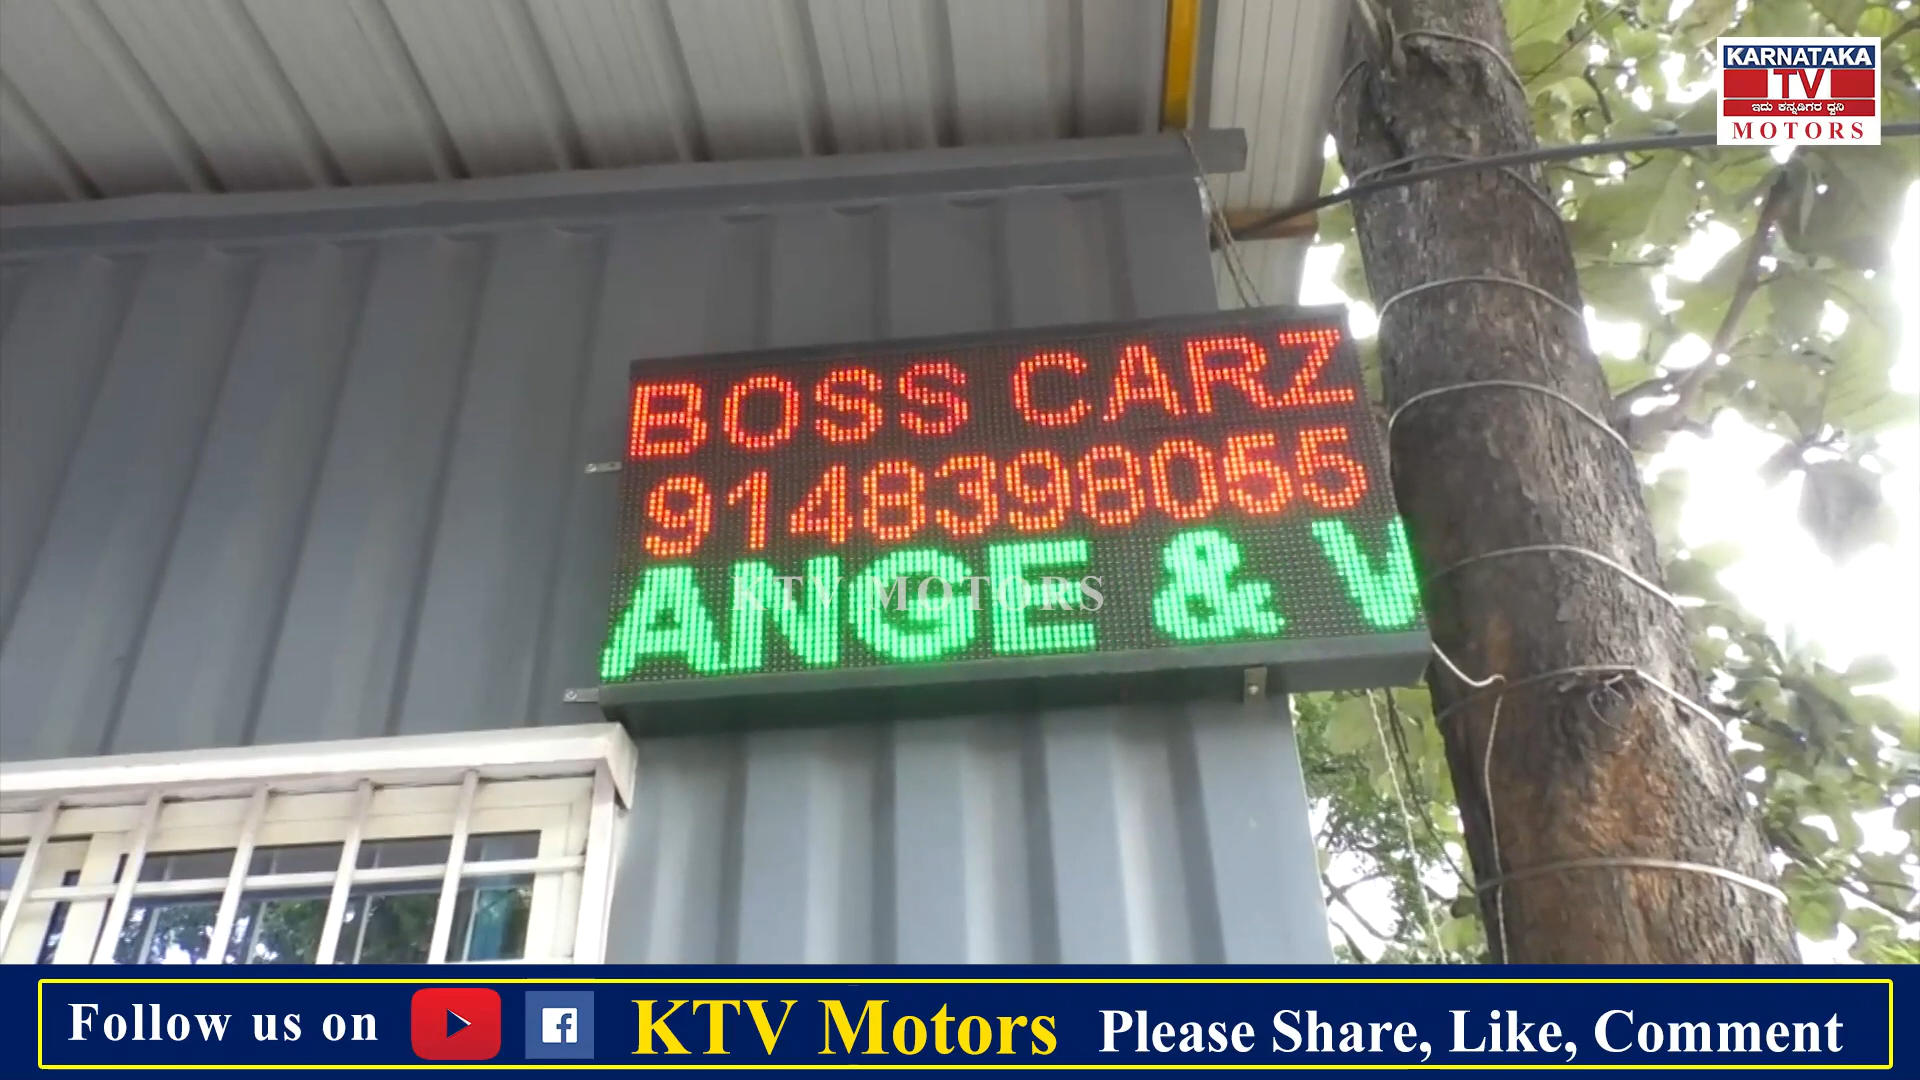 KARNATAKA
TV
ಇದು ಕನ್ನಡಿಗರ ಧ್ವನಿ
MOTORS
BOSS CARZ
9148398055
ANGE & V
KTV MOTORS
Follow us on
KTV Motors
Please Share, Like, Comment